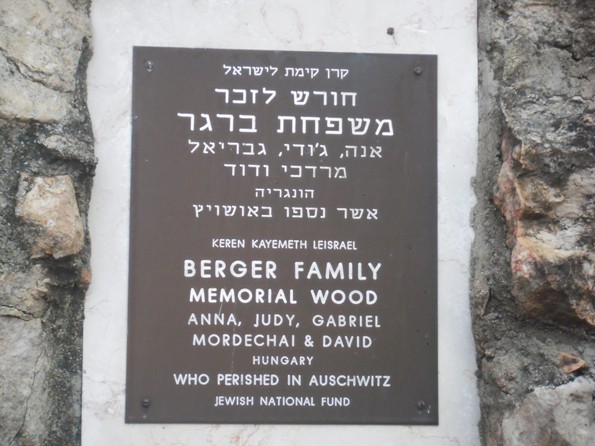 קרן קימת לישראל
חורש לזכר
משפחת ברגר
אנה, ג'ודי, גבריאל
מרדכי ודוד
הונגריה
אשר נספו באושויץ
KEREN KAYEMETH LEISRAEL
BERGER FAMILY
MEMORIAL WOOD
ANNA, JUDY, GABRIEL
MORDECHAI & DAVID
HUNGARY
WHO PERISHED IN AUSCHWITZ
JEWISH NATIONAL FUND